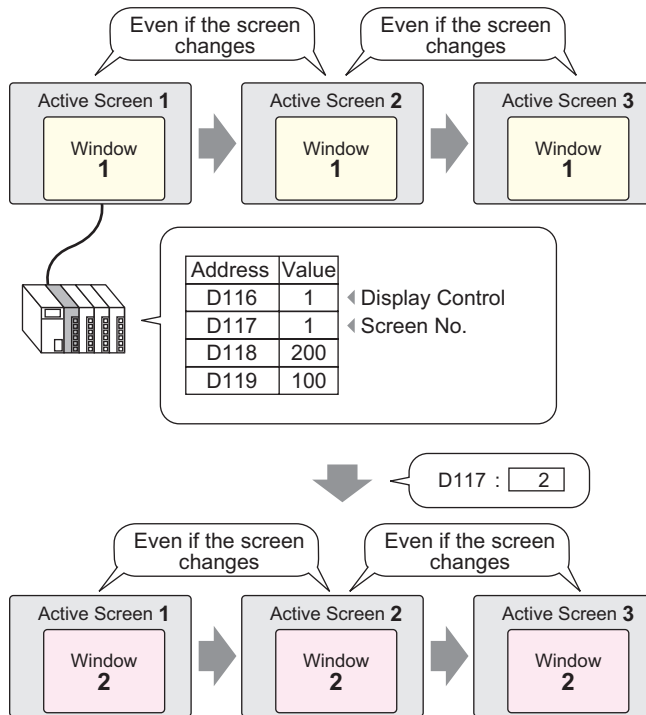 Even if the screen
changes
Even if the screen
changes
Active Screen 1
Active Screen 2
Active Screen 3
Window
1
Window
1
Window
1
Address Value
D116 1 Display Control
D117 1 Screen No.
D118 200
D119 100
D117 : 2
Even if the screen
changes
Even if the screen
changes
Active Screen 1
Active Screen 2
Active Screen 3
Window
2
Window
2
Window
2